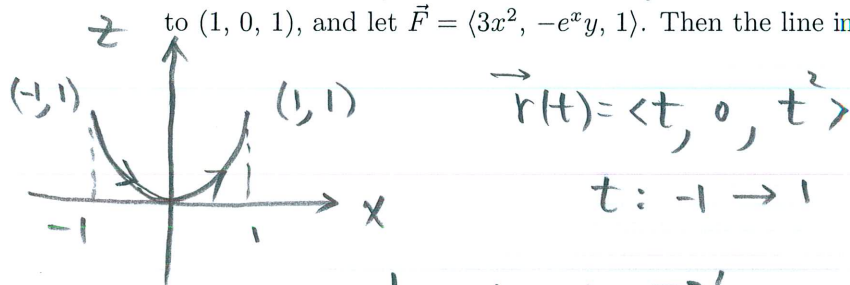 to (1, 0, 1), and let F⃗ = ⟨3x², −eˣy, 1⟩. Then the line
z
(-1, 1)
(1, 1)
r⃗(t) = <t, 0, t²>
t : -1 → 1
x
-1
1